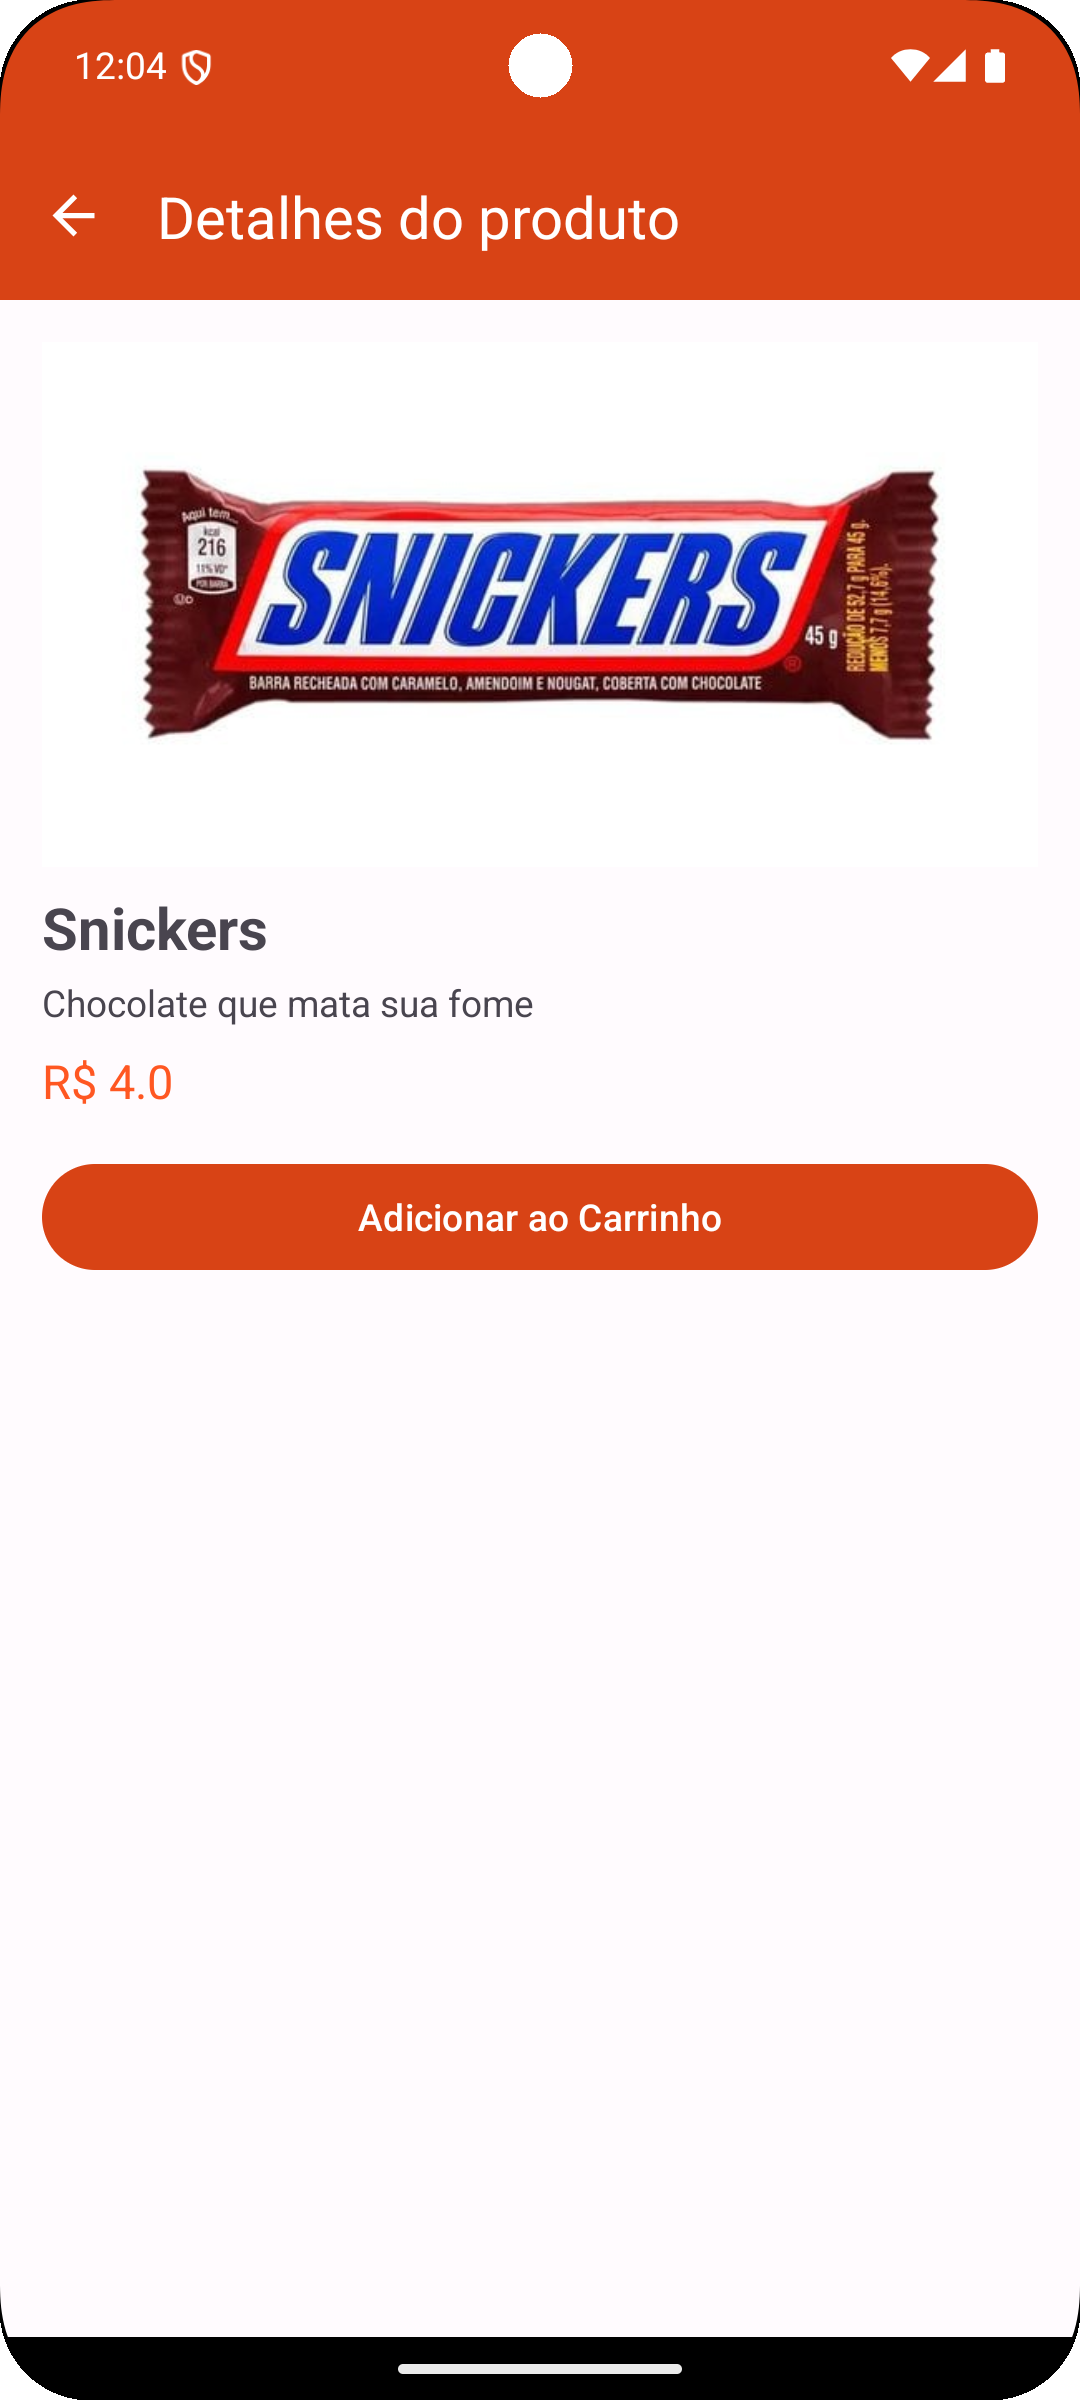 12:04
Detalhes do produto
Aqui tem...
kcal
216
11% VD*
POR BARRA
SNICKERS
®
45 g
REDUÇÃO DE 52,7 g PARA 45 g.
MENOS 7,7 g (14,6%).
BARRA RECHEADA COM CARAMELO, AMENDOIM E NOUGAT, COBERTA COM CHOCOLATE
Snickers
Chocolate que mata sua fome
R$ 4.0
Adicionar ao Carrinho